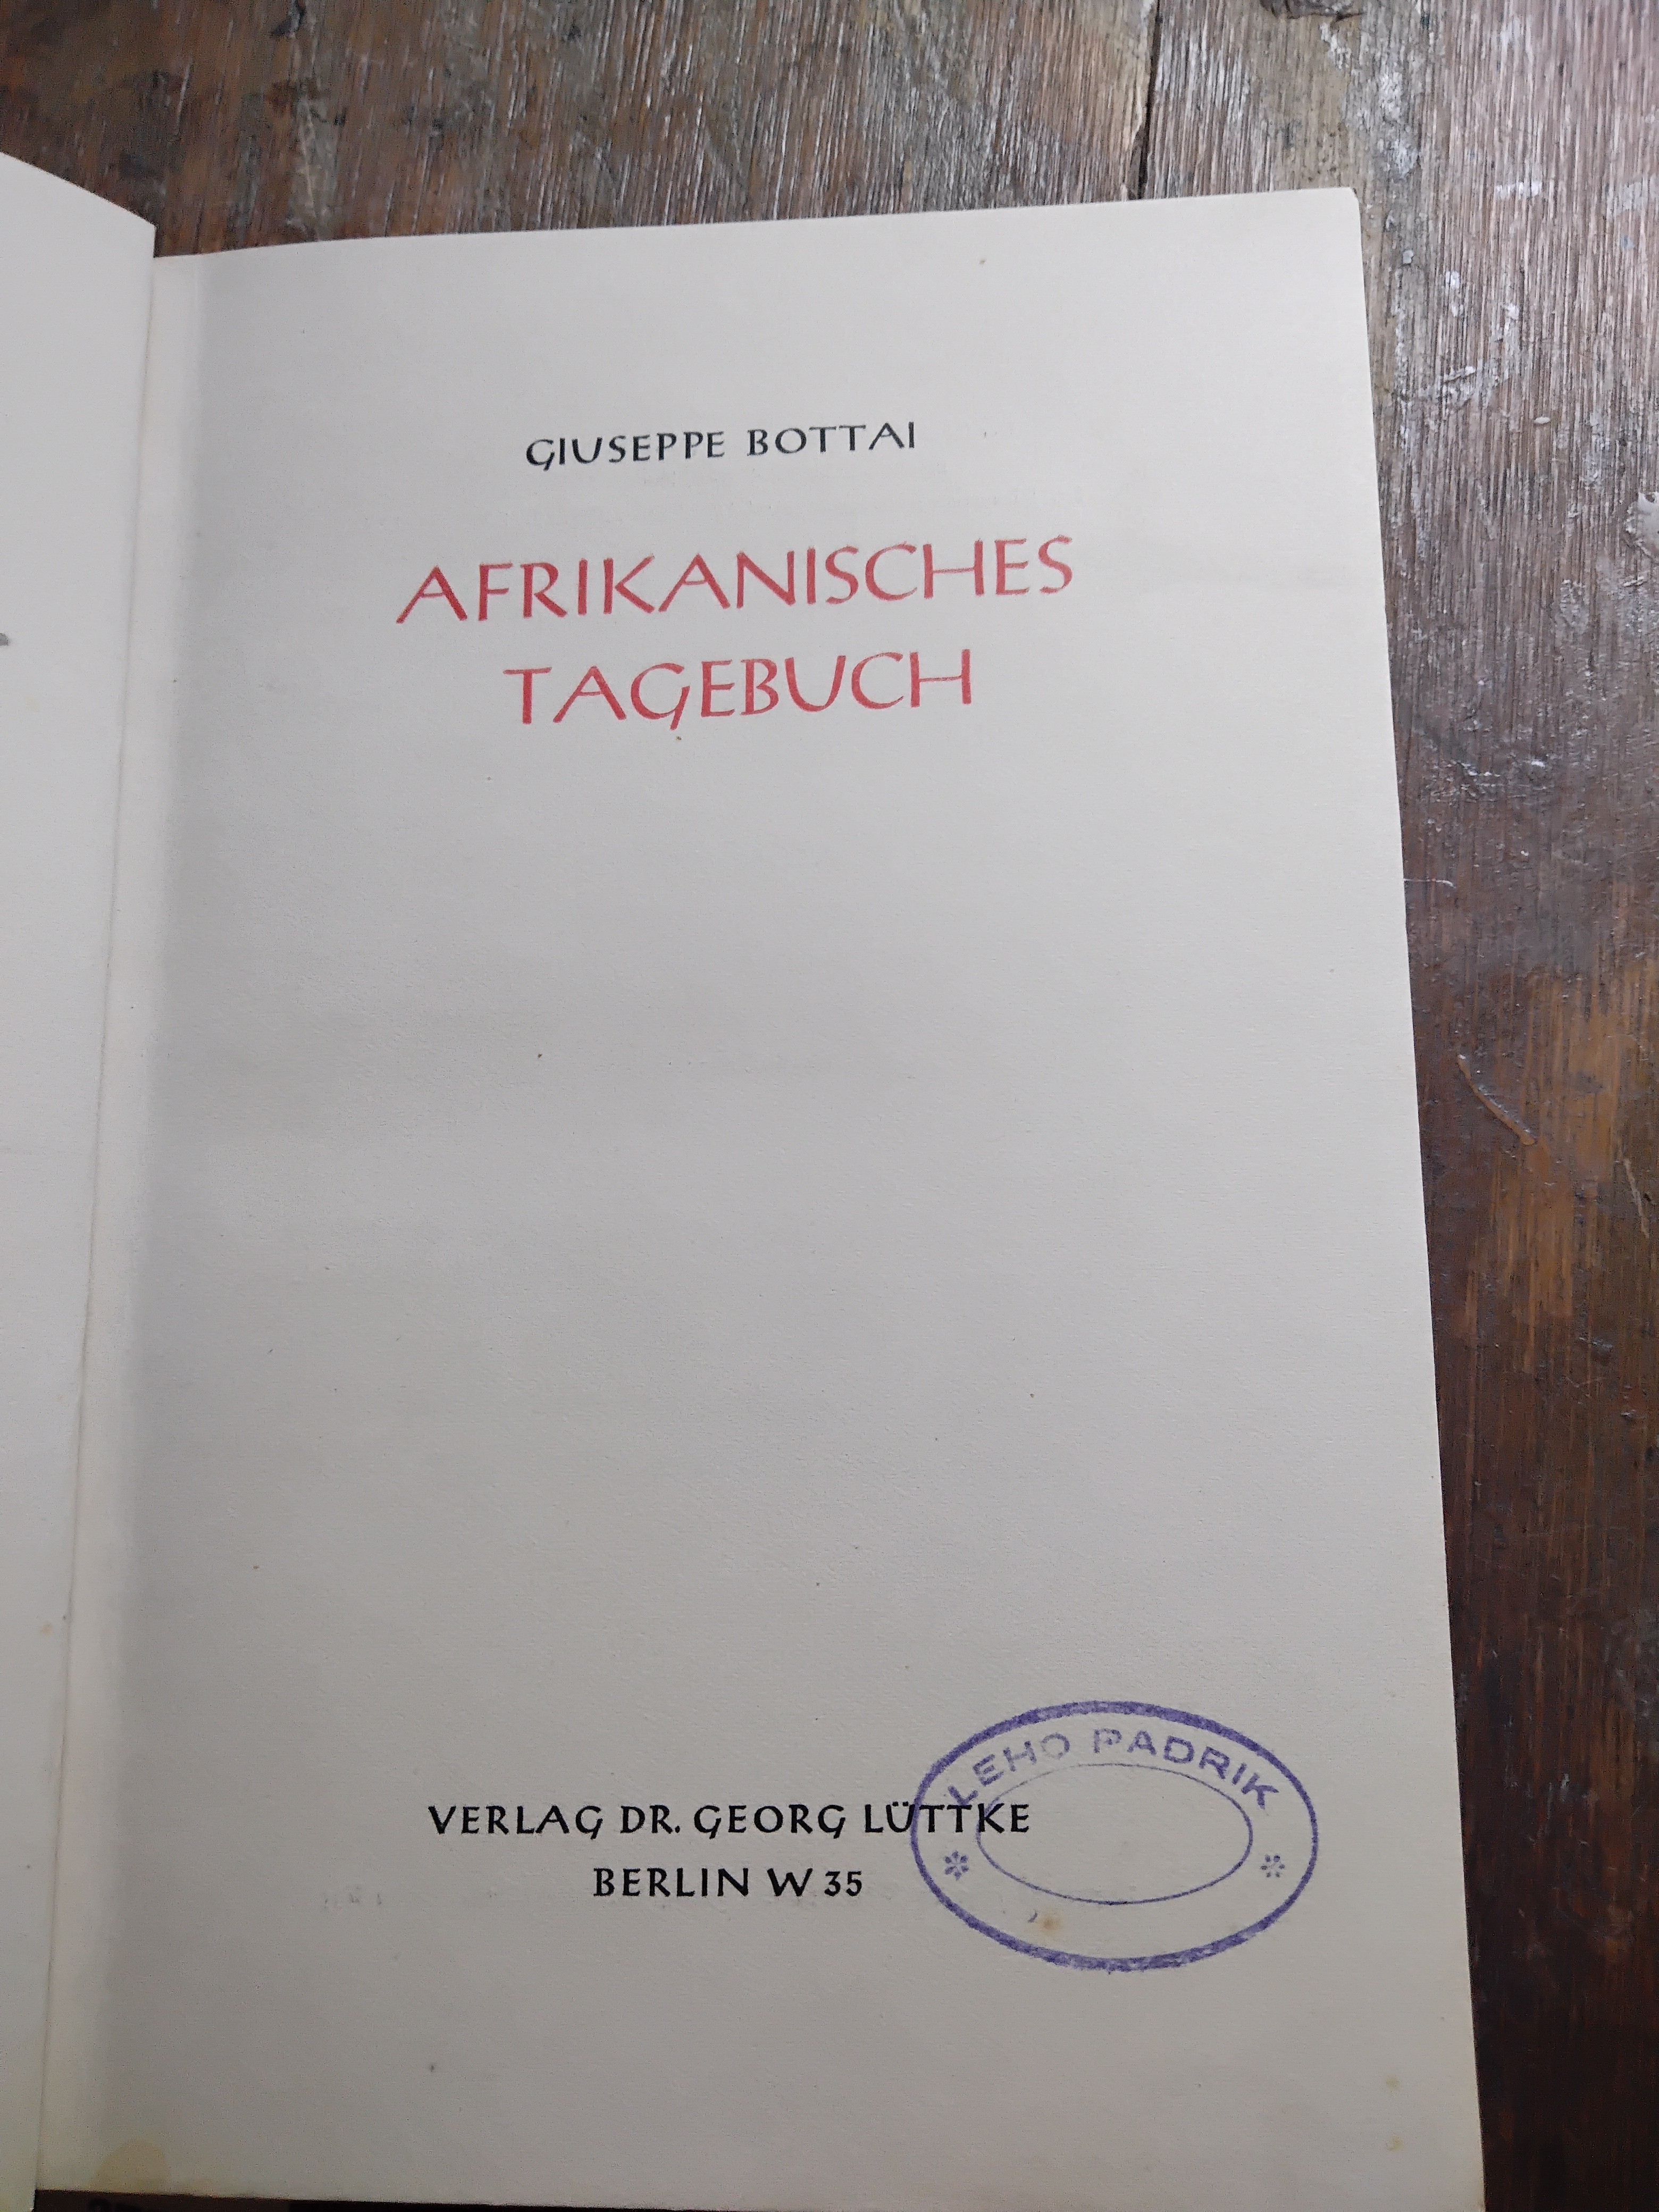 GIUSEPPE BOTTAI
AFRIKANISCHES
TAGEBUCH
VERLAG DR. GEORG LÜTTKE
BERLIN W 35
LEHO PADRIK